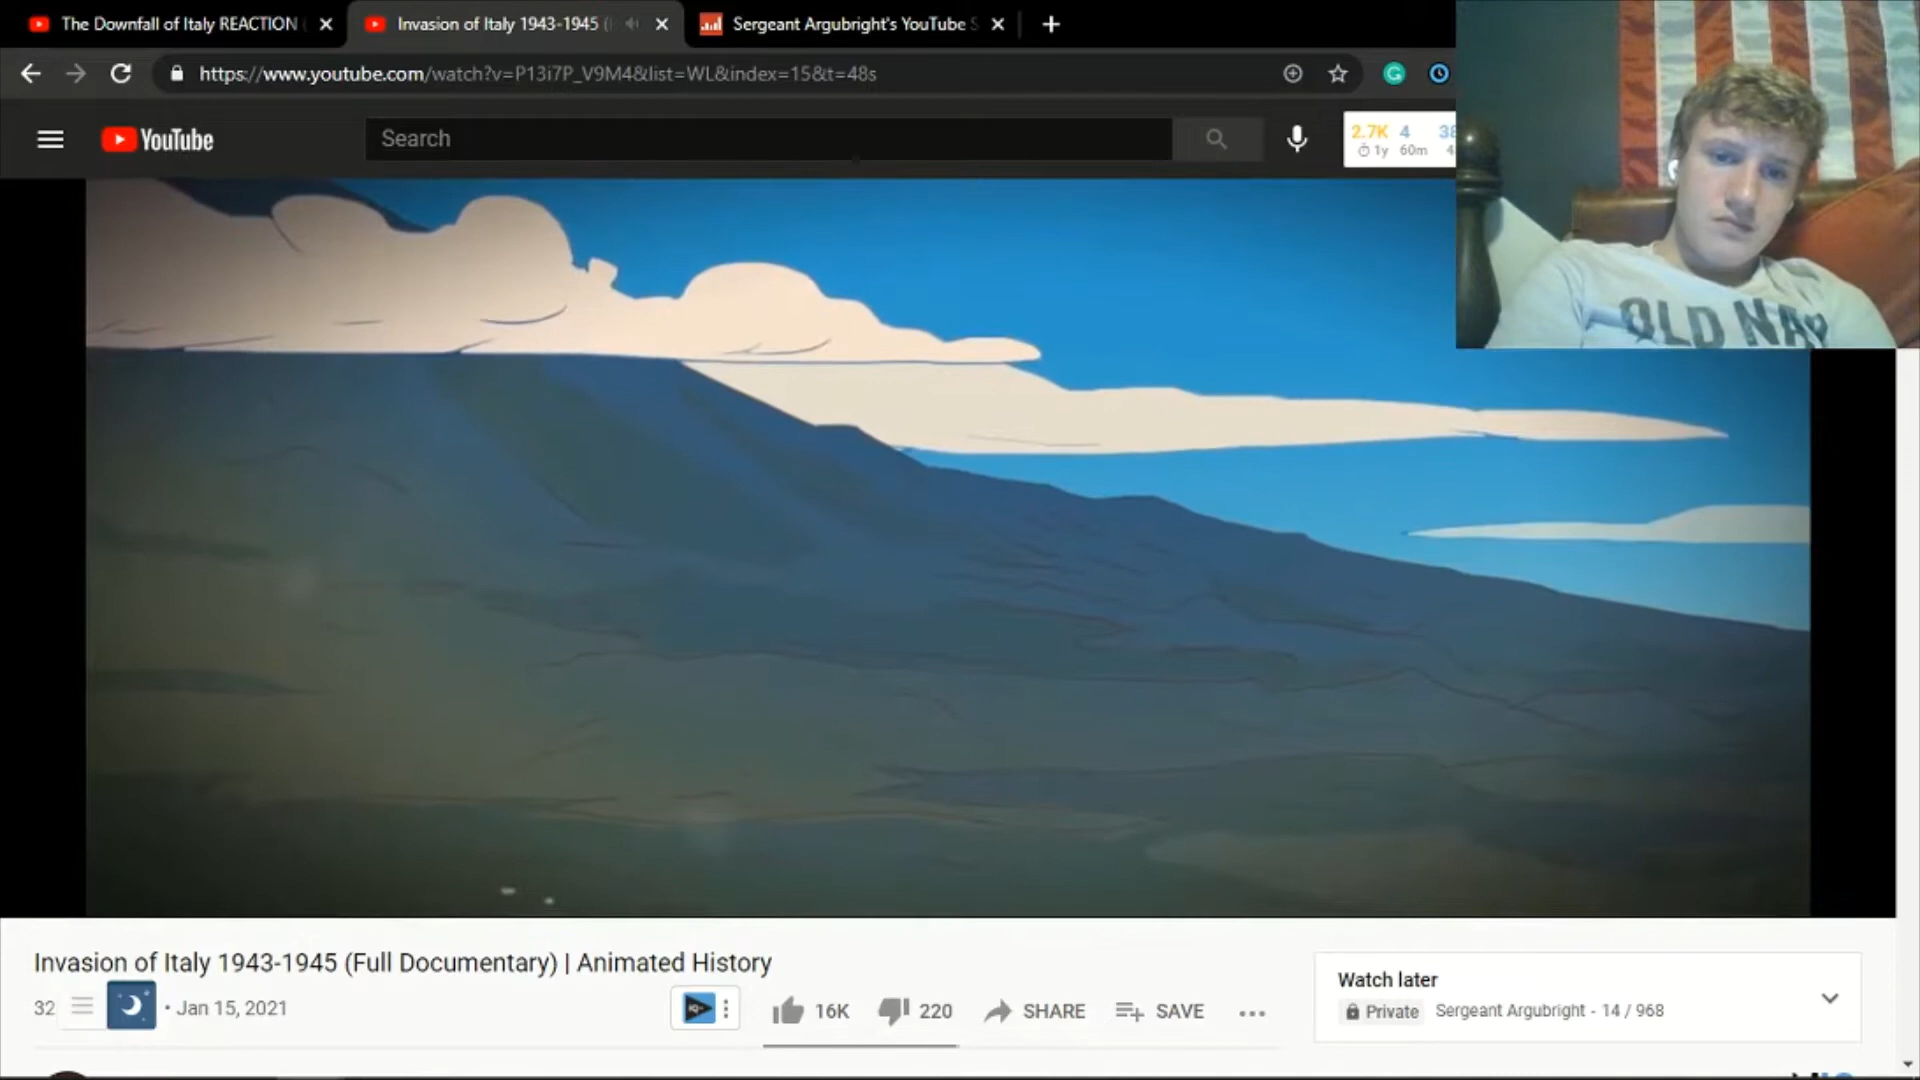 The Downfall of Italy REACTION
Invasion of Italy 1943-1945 (
Sergeant Argubright's YouTube S
https://www.youtube.com/watch?v=P13i7P_V9M4&list=WL&index=15&t=48s
YouTube
Search
2.7K 4 38
1y 60m 4
OLD NAV
Invasion of Italy 1943-1945 (Full Documentary) | Animated History
32 • Jan 15, 2021
16K 220 SHARE SAVE
Watch later
Private Sergeant Argubright - 14 / 968